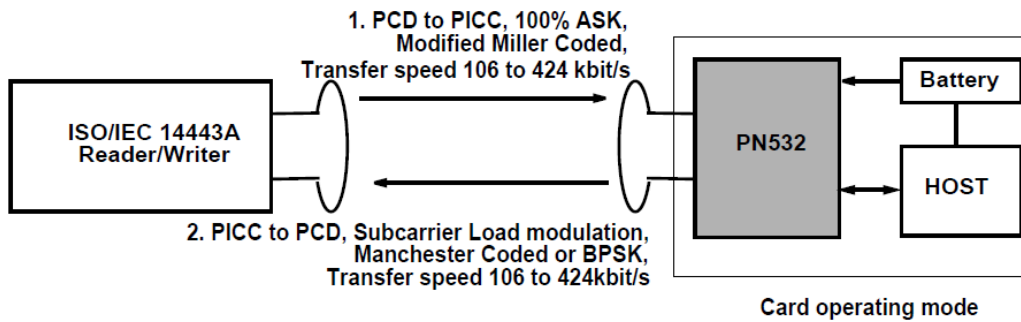 1. PCD to PICC, 100% ASK,
Modified Miller Coded,
Transfer speed 106 to 424 kbit/s
ISO/IEC 14443A
Reader/Writer
PN532
Battery
HOST
2. PICC to PCD, Subcarrier Load modulation,
Manchester Coded or BPSK,
Transfer speed 106 to 424kbit/s
Card operating mode